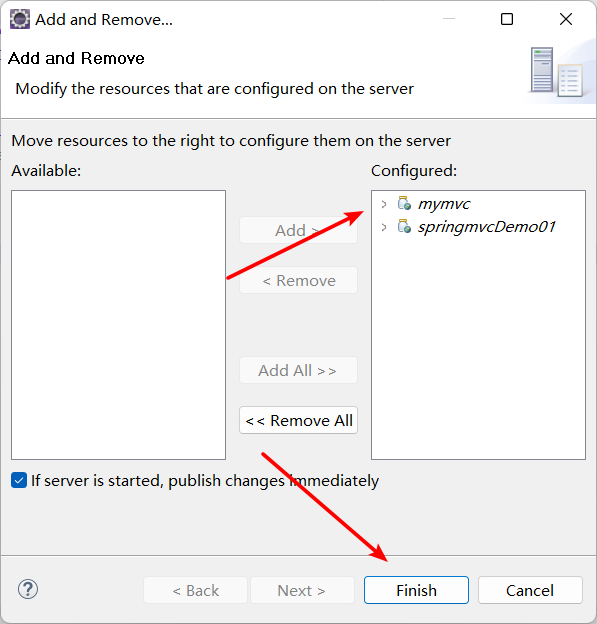 Add and Remove...
Add and Remove
Modify the resources that are configured on the server
Move resources to the right to configure them on the server
Available:
Configured:
mymvc
springmvcDemo01
Add >
< Remove
Add All >>
<< Remove All
If server is started, publish changes immediately
?
< Back
Next >
Finish
Cancel